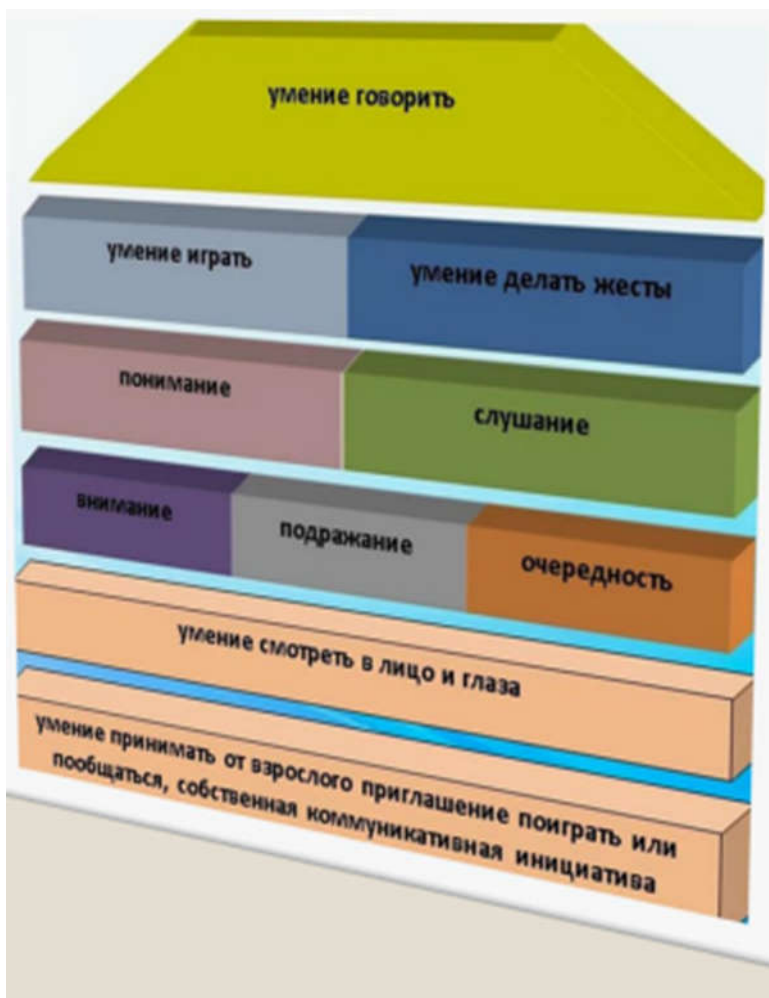 умение говорить
умение играть
умение делать жесты
понимание
слушание
внимание
подражание
очередность
умение смотреть в лицо и глаза
умение принимать от взрослого приглашение поиграть или
пообщаться, собственная коммуникативная инициатива